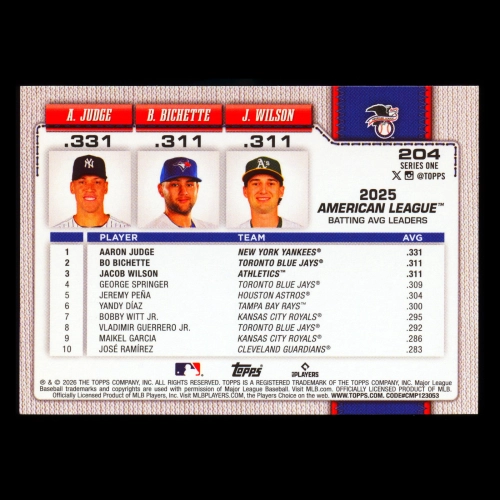 A. JUDGE B. BICHETTE J. WILSON
.331 .311 .311
204
SERIES ONE
@TOPPS
2025
AMERICAN LEAGUE™
BATTING AVG LEADERS
PLAYER TEAM AVG
1 AARON JUDGE NEW YORK YANKEES® .331
2 BO BICHETTE TORONTO BLUE JAYS® .311
3 JACOB WILSON ATHLETICS™ .311
4 GEORGE SPRINGER TORONTO BLUE JAYS® .309
5 JEREMY PEÑA HOUSTON ASTROS® .304
6 YANDY DÍAZ TAMPA BAY RAYS® .300
7 BOBBY WITT JR. KANSAS CITY ROYALS® .295
8 VLADIMIR GUERRERO JR. TORONTO BLUE JAYS® .292
9 MAIKEL GARCIA KANSAS CITY ROYALS® .286
10 JOSÉ RAMÍREZ CLEVELAND GUARDIANS® .283
Topps
PLAYERS
® & © 2026 THE TOPPS COMPANY, INC. ALL RIGHTS RESERVED. TOPPS IS A REGISTERED TRADEMARK OF THE TOPPS COMPANY, INC. Major League
Baseball trademarks and copyrights are used with permission of Major League Baseball. Visit MLB.com. OFFICIALLY LICENSED PRODUCT OF MLB.
Officially Licensed Product of MLB Players, Inc. Visit MLBPLAYERS.COM, the Players Choice on the web. WWW.TOPPS.COM. CODE#CMP123053